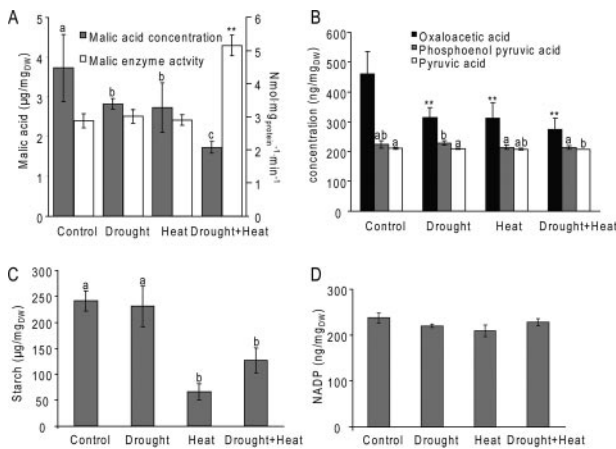 A
Malic acid (µg/mgDW)
4
3
2
1
0
a
b
b
c
**
Malic acid concentration
Malic enzyme actvity
6
5
4
3
2
1
0
Nmol/mgprotein-1·min-1
Control Drought Heat Drought+Heat
B
concentration (ng/mgDW)
600
500
400
300
200
100
0
Oxaloacetic acid
Phosphoenol pyruvic acid
Pyruvic acid
ab a
** b a
** a ab
** a b
Control Drought Heat Drought+Heat
C
Starch (µg/mgDW)
300
250
200
150
100
50
0
a
a
b
b
Control Drought Heat Drought+Heat
D
NADP (ng/mgDW)
300
200
100
0
Control Drought Heat Drought+Heat